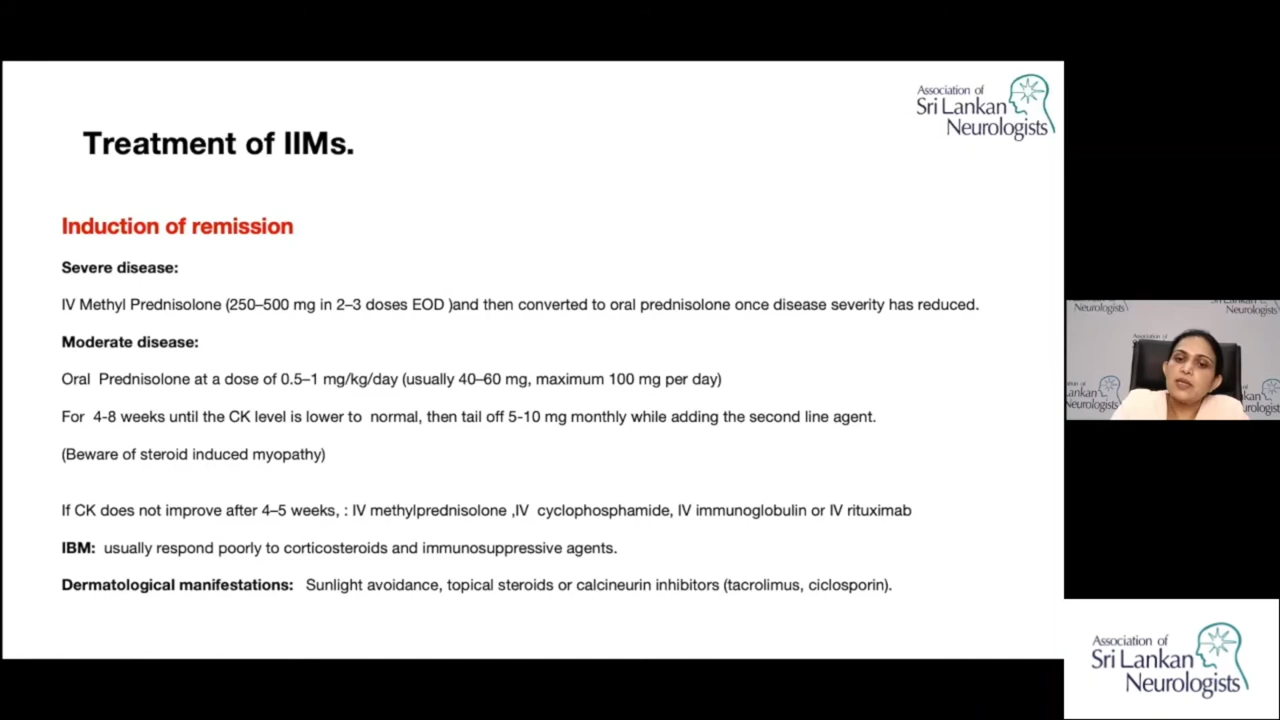 Association of
Sri Lankan
Neurologists
Treatment of IIMs.
Induction of remission
Severe disease:
IV Methyl Prednisolone (250–500 mg in 2–3 doses EOD )and then converted to oral prednisolone once disease severity has reduced.
Moderate disease:
Oral Prednisolone at a dose of 0.5–1 mg/kg/day (usually 40–60 mg, maximum 100 mg per day)
For 4-8 weeks until the CK level is lower to normal, then tail off 5-10 mg monthly while adding the second line agent.
(Beware of steroid induced myopathy)
If CK does not improve after 4–5 weeks, : IV methylprednisolone ,IV cyclophosphamide, IV immunoglobulin or IV rituximab
IBM: usually respond poorly to corticosteroids and immunosuppressive agents.
Dermatological manifestations: Sunlight avoidance, topical steroids or calcineurin inhibitors (tacrolimus, ciclosporin).
Neurologists
Neurologists
Association of
Association of
Sri Lankan
Neurologists